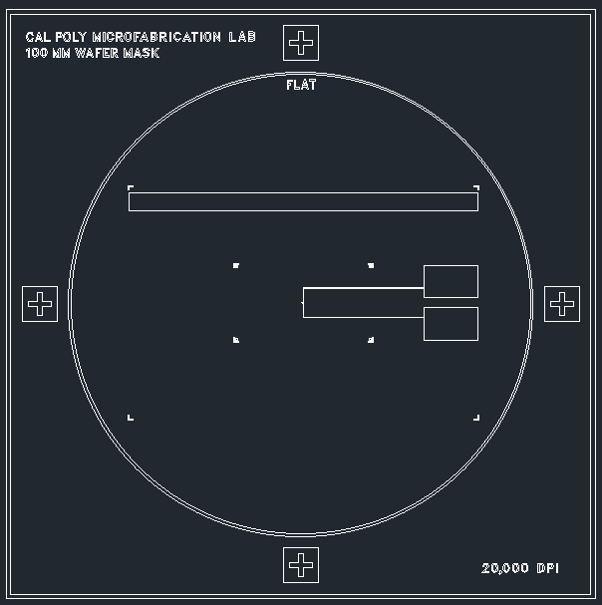 CAL POLY MICROFABRICATION LAB
100 MM WAFER MASK
FLAT
20,000 DPI